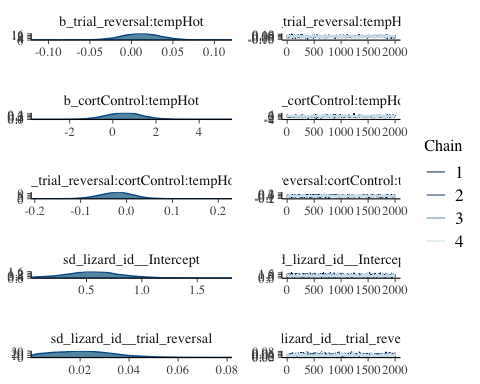 b_trial_reversal:tempHot
_trial_reversal:tempH
-0.10 -0.05 0.00 0.05 0.10
0 500 1000 1500 2000
b_cortControl:tempHot
_cortControl:tempHo
-2 0 2 4
0 500 1000 1500 2000
_trial_reversal:cortControl:tempHo
reversal:cortControl:t
-0.2 -0.1 0.0 0.1 0.2
0 500 1000 1500 2000
Chain
1
2
3
4
sd_lizard_id__Intercept
d_lizard_id__Intercep
0.5 1.0 1.5
0 500 1000 1500 2000
sd_lizard_id__trial_reversal
lizard_id__trial_reve
0.02 0.04 0.06 0.08
0 500 1000 1500 2000